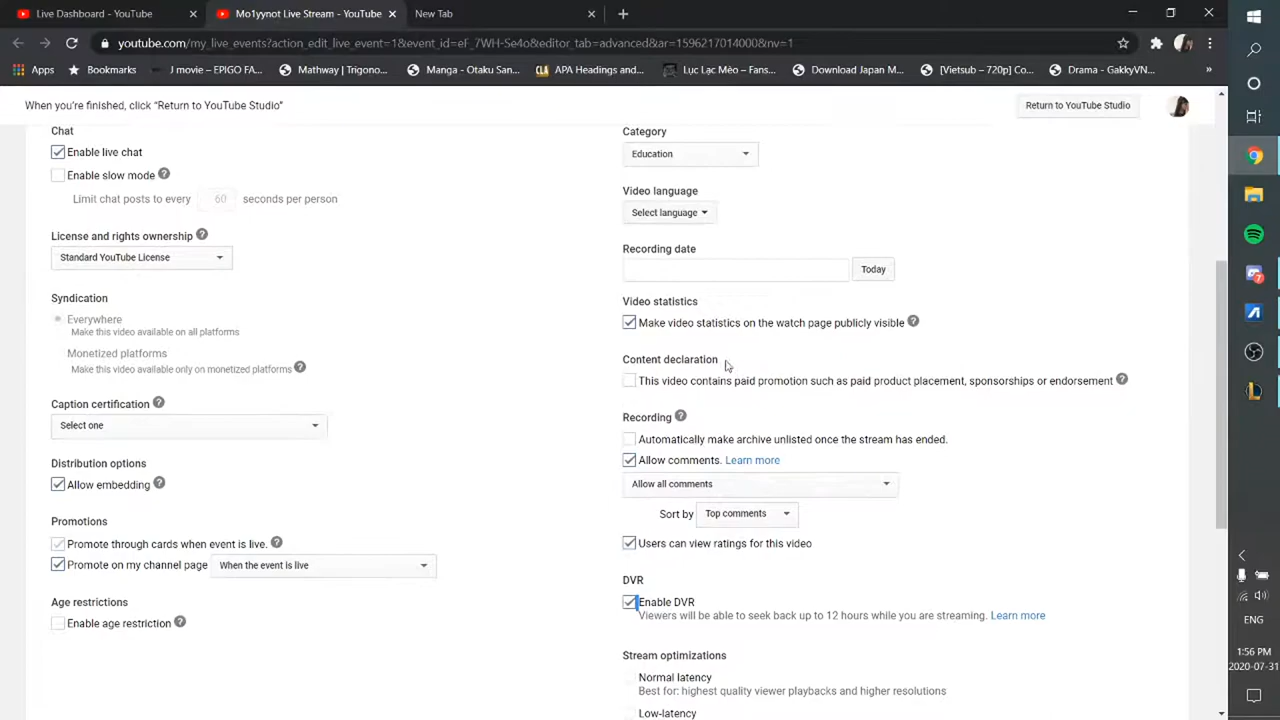 Live Dashboard - YouTube
Mo1yynot Live Stream - YouTube
New Tab
youtube.com/my_live_events?action_edit_live_event=1&event_id=eF_7WH-Se4o&editor_tab=advanced&ar=1596217014000&nv=1
Apps
Bookmarks
J movie – EPIGO FA...
Mathway | Trigono...
Manga - Otaku San...
APA Headings and...
Lục Lạc Mèo – Fans...
Download Japan M...
[Vietsub – 720p] Co...
Drama - GakkyVN...
When you're finished, click "Return to YouTube Studio"
Return to YouTube Studio
Chat
Enable live chat
Enable slow mode
Limit chat posts to every 60 seconds per person
License and rights ownership
Standard YouTube License
Syndication
Everywhere
Make this video available on all platforms
Monetized platforms
Make this video available only on monetized platforms
Caption certification
Select one
Distribution options
Allow embedding
Promotions
Promote through cards when event is live.
Promote on my channel page When the event is live
Age restrictions
Enable age restriction
Category
Education
Video language
Select language
Recording date
Today
Video statistics
Make video statistics on the watch page publicly visible
Content declaration
This video contains paid promotion such as paid product placement, sponsorships or endorsement
Recording
Automatically make archive unlisted once the stream has ended.
Allow comments. Learn more
Allow all comments
Sort by Top comments
Users can view ratings for this video
DVR
Enable DVR
Viewers will be able to seek back up to 12 hours while you are streaming. Learn more
Stream optimizations
Normal latency
Best for: highest quality viewer playbacks and higher resolutions
Low-latency
ENG
1:56 PM
2020-07-31